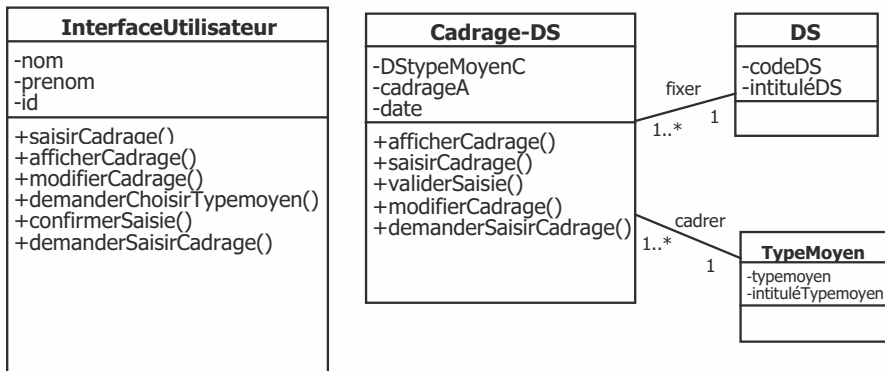 InterfaceUtilisateur
-nom
-prenom
-id
+saisirCadrage()
+afficherCadrage()
+modifierCadrage()
+demanderChoisirTypemoyen()
+confirmerSaisie()
+demanderSaisirCadrage()
Cadrage-DS
-DStypeMoyenC
-cadrageA
-date
+afficherCadrage()
+saisirCadrage()
+validerSaisie()
+modifierCadrage()
+demanderSaisirCadrage()
fixer
1..*
1
DS
-codeDS
-intituléDS
cadrer
1..*
1
TypeMoyen
-typemoyen
-intituléTypemoyen